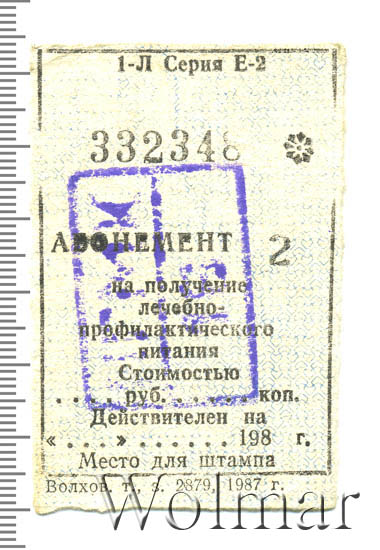 1-Л Серия Е-2
332348
АБОНЕМЕНТ 2
на получение
лечебно-
профилактического
питания
Стоимостью
. . . . руб. . . . . . . коп.
Действителен на
« . . . . » . . . . . . . 198 г.
Место для штампа
Волхов. т. з. 2879, 1987 г.
Wolmar